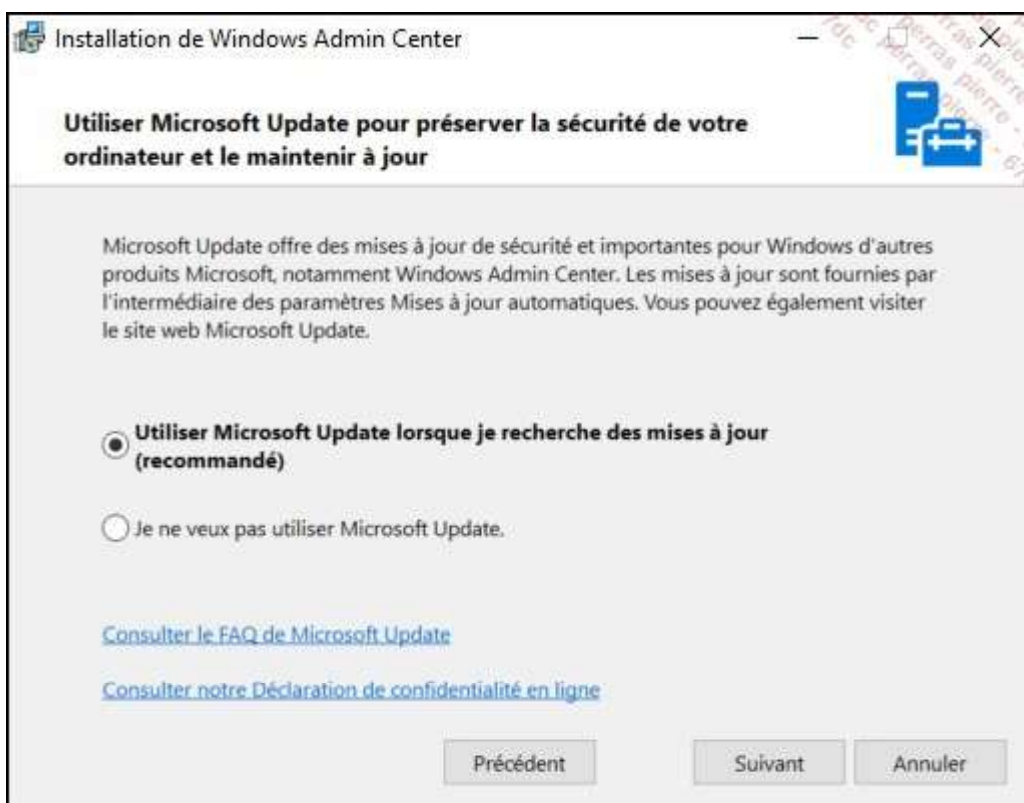 Installation de Windows Admin Center
Utiliser Microsoft Update pour préserver la sécurité de votre
ordinateur et le maintenir à jour
Microsoft Update offre des mises à jour de sécurité et importantes pour Windows d'autres
produits Microsoft, notamment Windows Admin Center. Les mises à jour sont fournies par
l'intermédiaire des paramètres Mises à jour automatiques. Vous pouvez également visiter
le site web Microsoft Update.
Utiliser Microsoft Update lorsque je recherche des mises à jour
(recommandé)
Je ne veux pas utiliser Microsoft Update.
Consulter le FAQ de Microsoft Update
Consulter notre Déclaration de confidentialité en ligne
Précédent
Suivant
Annuler